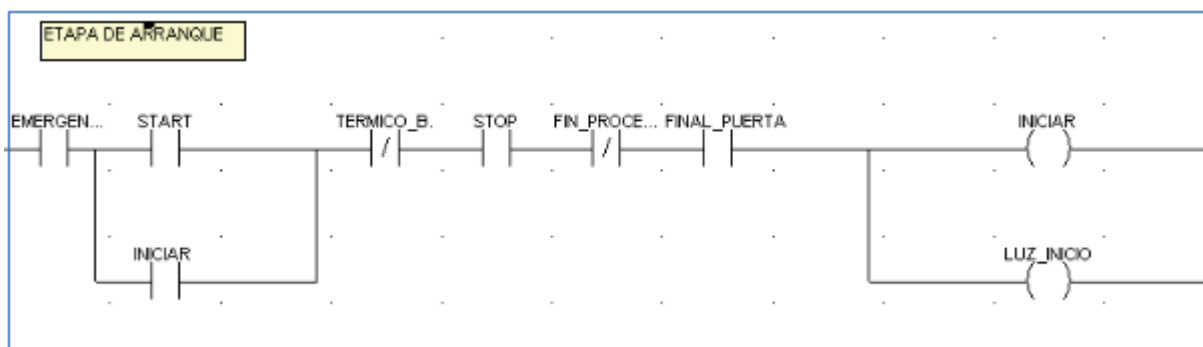 ETAPA DE ARRANQUE
EMERGEN... START TERMICO_B. STOP FIN_PROCE... FINAL_PUERTA INICIAR
INICIAR LUZ_INICIO